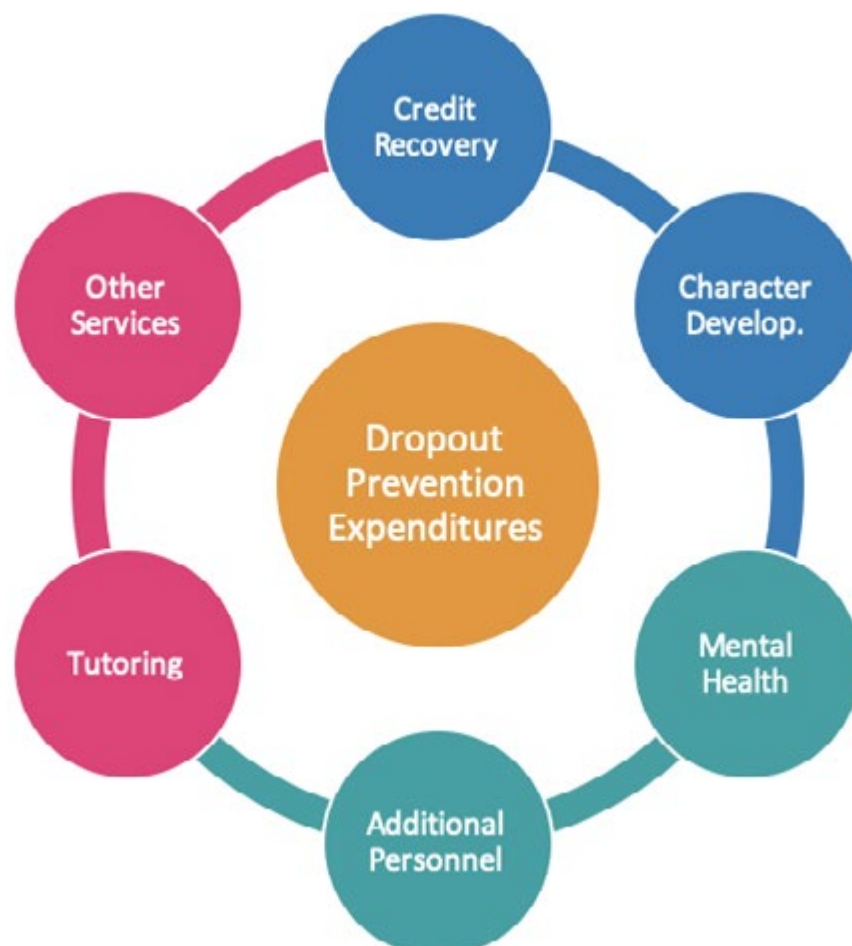 Credit
Recovery
Character
Develop.
Mental
Health
Additional
Personnel
Tutoring
Other
Services
Dropout
Prevention
Expenditures